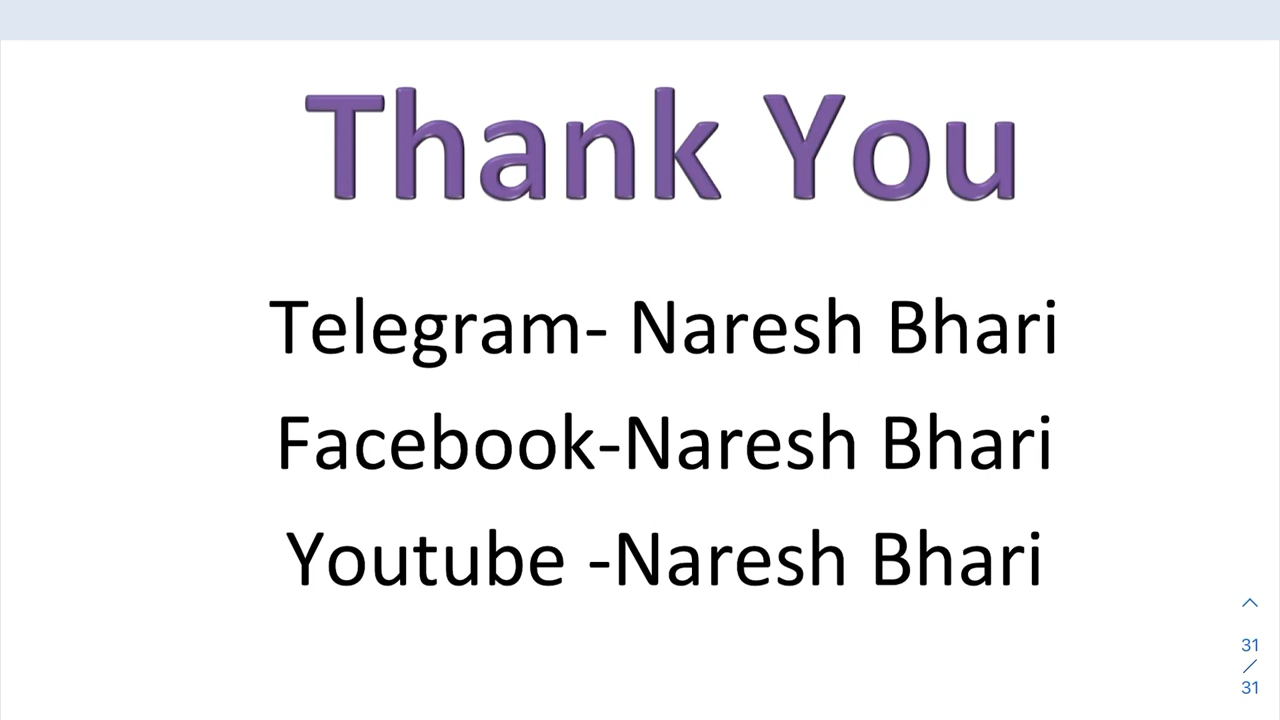 Thank You
Telegram- Naresh Bhari
Facebook-Naresh Bhari
Youtube -Naresh Bhari
31
/
31